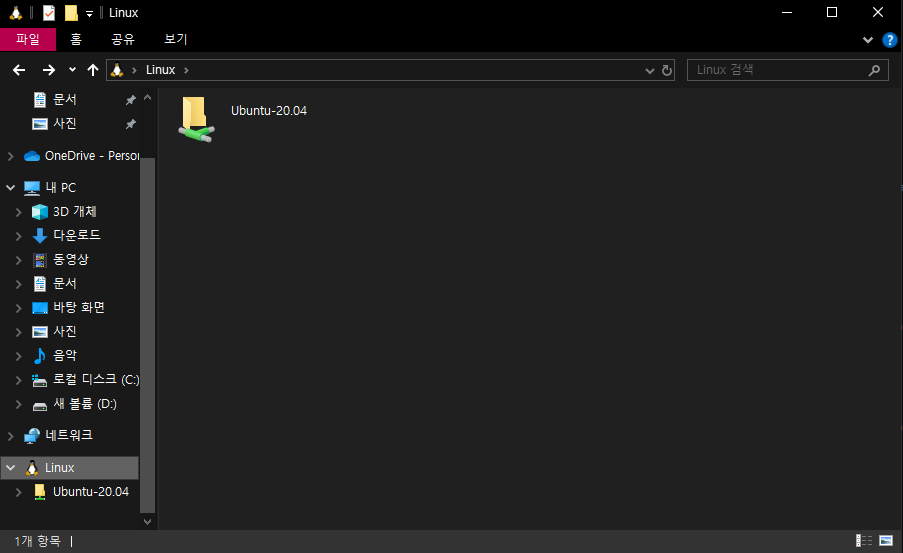 Linux
파일 홈 공유 보기
Linux
Linux 검색
문서
사진
OneDrive - Person
내 PC
3D 개체
다운로드
동영상
문서
바탕 화면
사진
음악
로컬 디스크 (C:)
새 볼륨 (D:)
네트워크
Linux
Ubuntu-20.04
Ubuntu-20.04
1개 항목